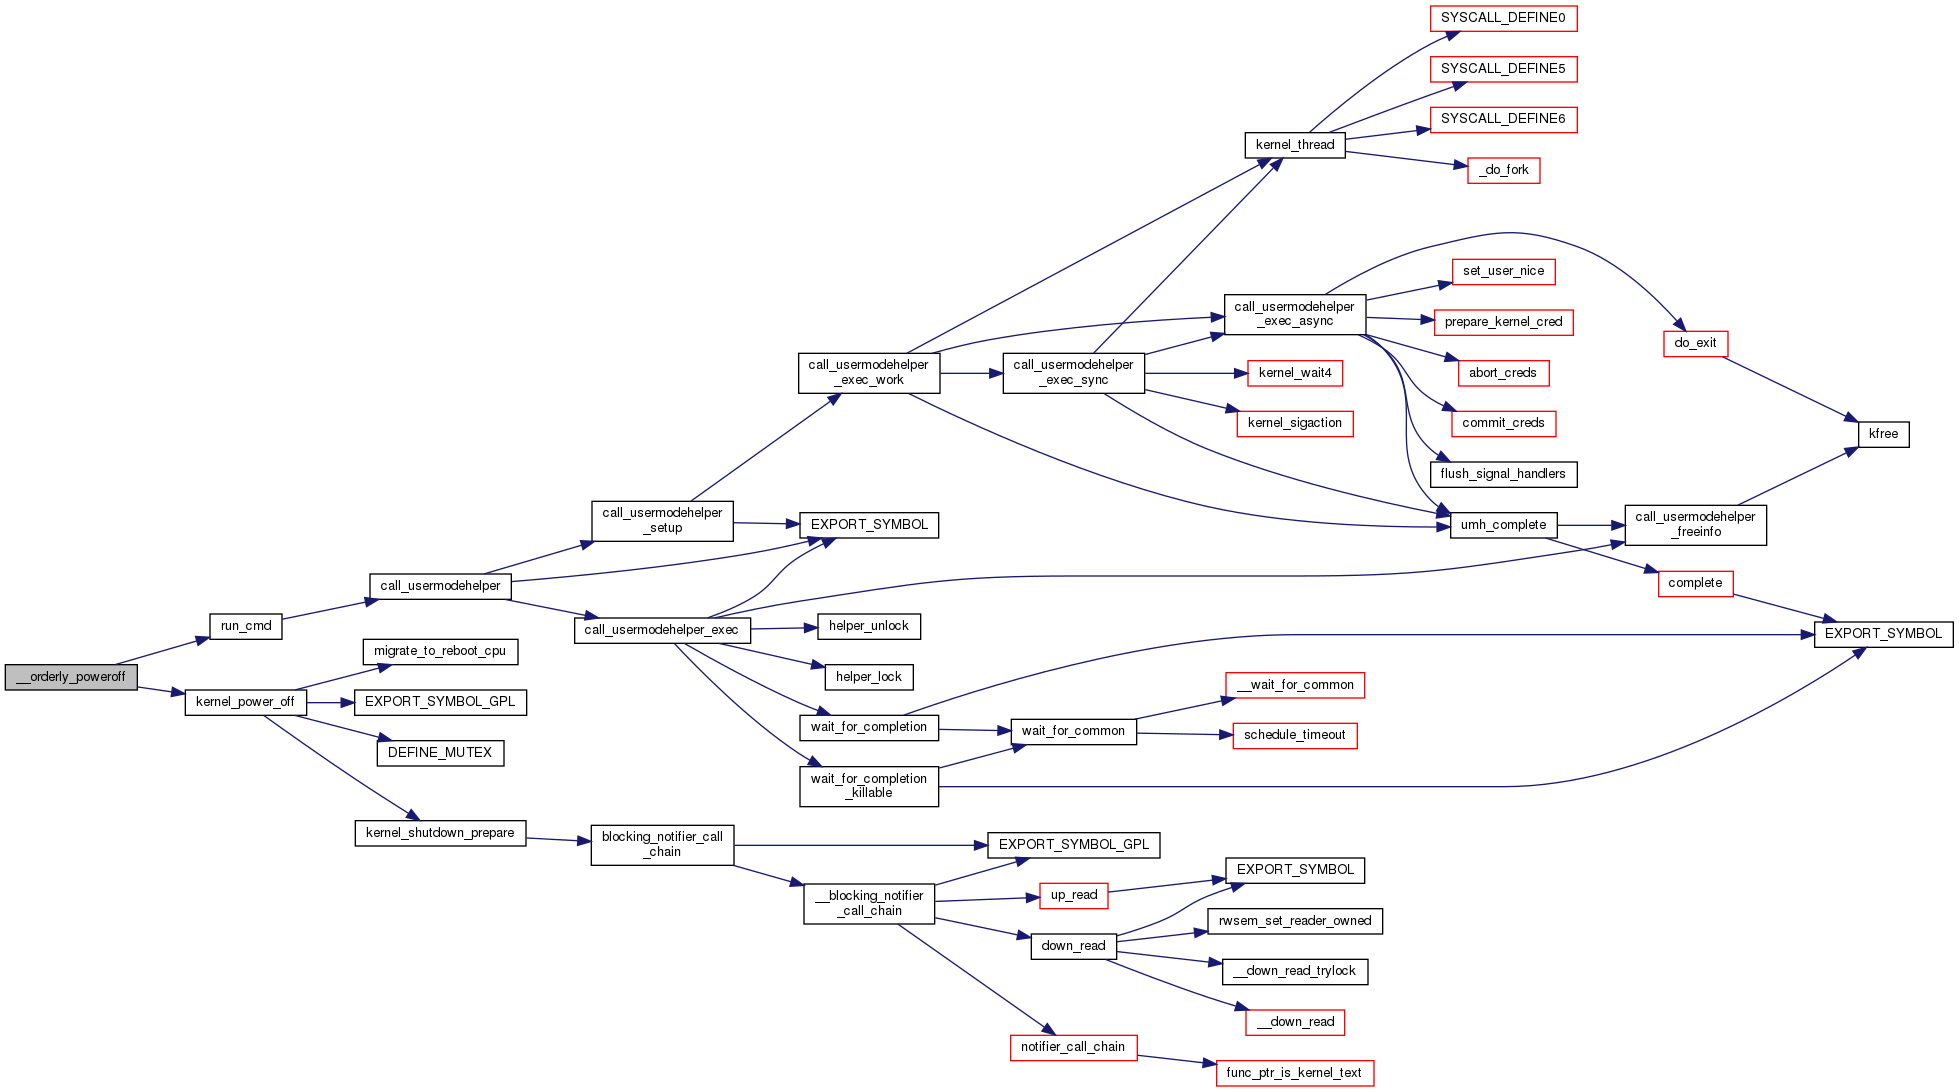 SYSCALL_DEFINE0
SYSCALL_DEFINE5
SYSCALL_DEFINE6
kernel_thread
_do_fork
set_user_nice
call_usermodehelper
_exec_async
prepare_kernel_cred
do_exit
call_usermodehelper
_exec_work
call_usermodehelper
_exec_sync
kernel_wait4
abort_creds
kernel_sigaction
commit_creds
kfree
flush_signal_handlers
call_usermodehelper
_setup
EXPORT_SYMBOL
umh_complete
call_usermodehelper
_freeinfo
call_usermodehelper
complete
run_cmd
call_usermodehelper_exec
helper_unlock
EXPORT_SYMBOL
migrate_to_reboot_cpu
__orderly_poweroff
helper_lock
__wait_for_common
kernel_power_off
EXPORT_SYMBOL_GPL
wait_for_completion
wait_for_common
schedule_timeout
DEFINE_MUTEX
wait_for_completion
_killable
kernel_shutdown_prepare
blocking_notifier_call
_chain
EXPORT_SYMBOL_GPL
EXPORT_SYMBOL
__blocking_notifier
_call_chain
up_read
rwsem_set_reader_owned
down_read
__down_read_trylock
__down_read
notifier_call_chain
func_ptr_is_kernel_text